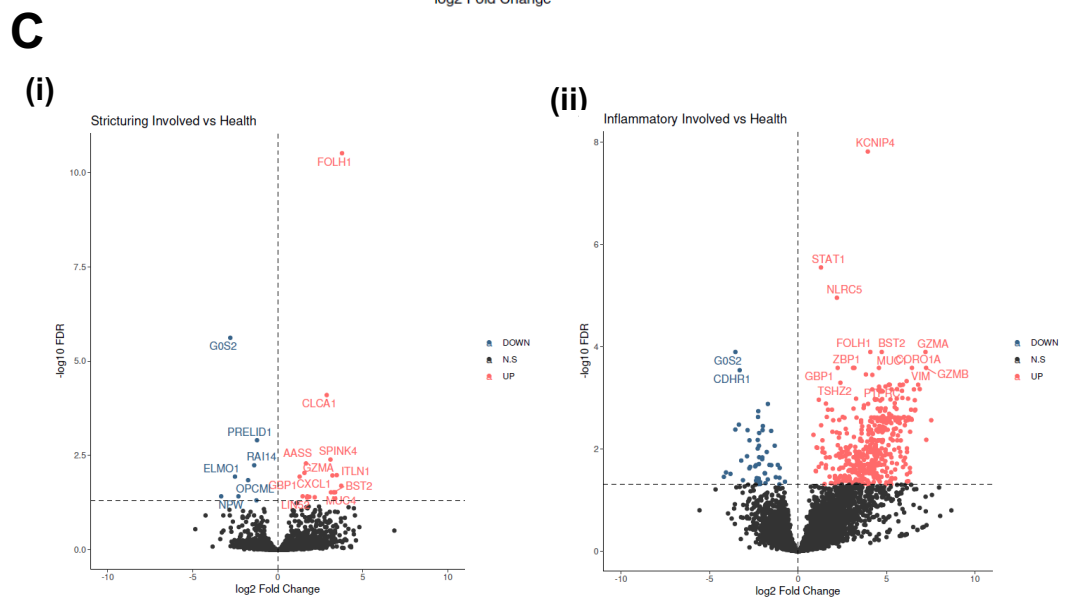 log2 Fold Change
C
(i)
Stricturing Involved vs Health
FOLH1
10.0
7.5
-log10 FDR
5.0
2.5
0.0
G0S2
CLCA1
PRELID1
RAI14
AASS
SPINK4
ELMO1
GZMA
ITLN1
OPCML
GBP1
CXCL1
BST2
NPW
MUC4
-10
-5
0
5
10
log2 Fold Change
DOWN
N.S
UP
(ii)
Inflammatory Involved vs Health
KCNIP4
8
6
-log10 FDR
4
2
0
STAT1
NLRC5
FOLH1
BST2
GZMA
G0S2
ZBP1
CORO1A
CDHR1
GBP1
VIM
GZMB
TSHZ2
-10
-5
0
5
10
log2 Fold Change
DOWN
N.S
UP